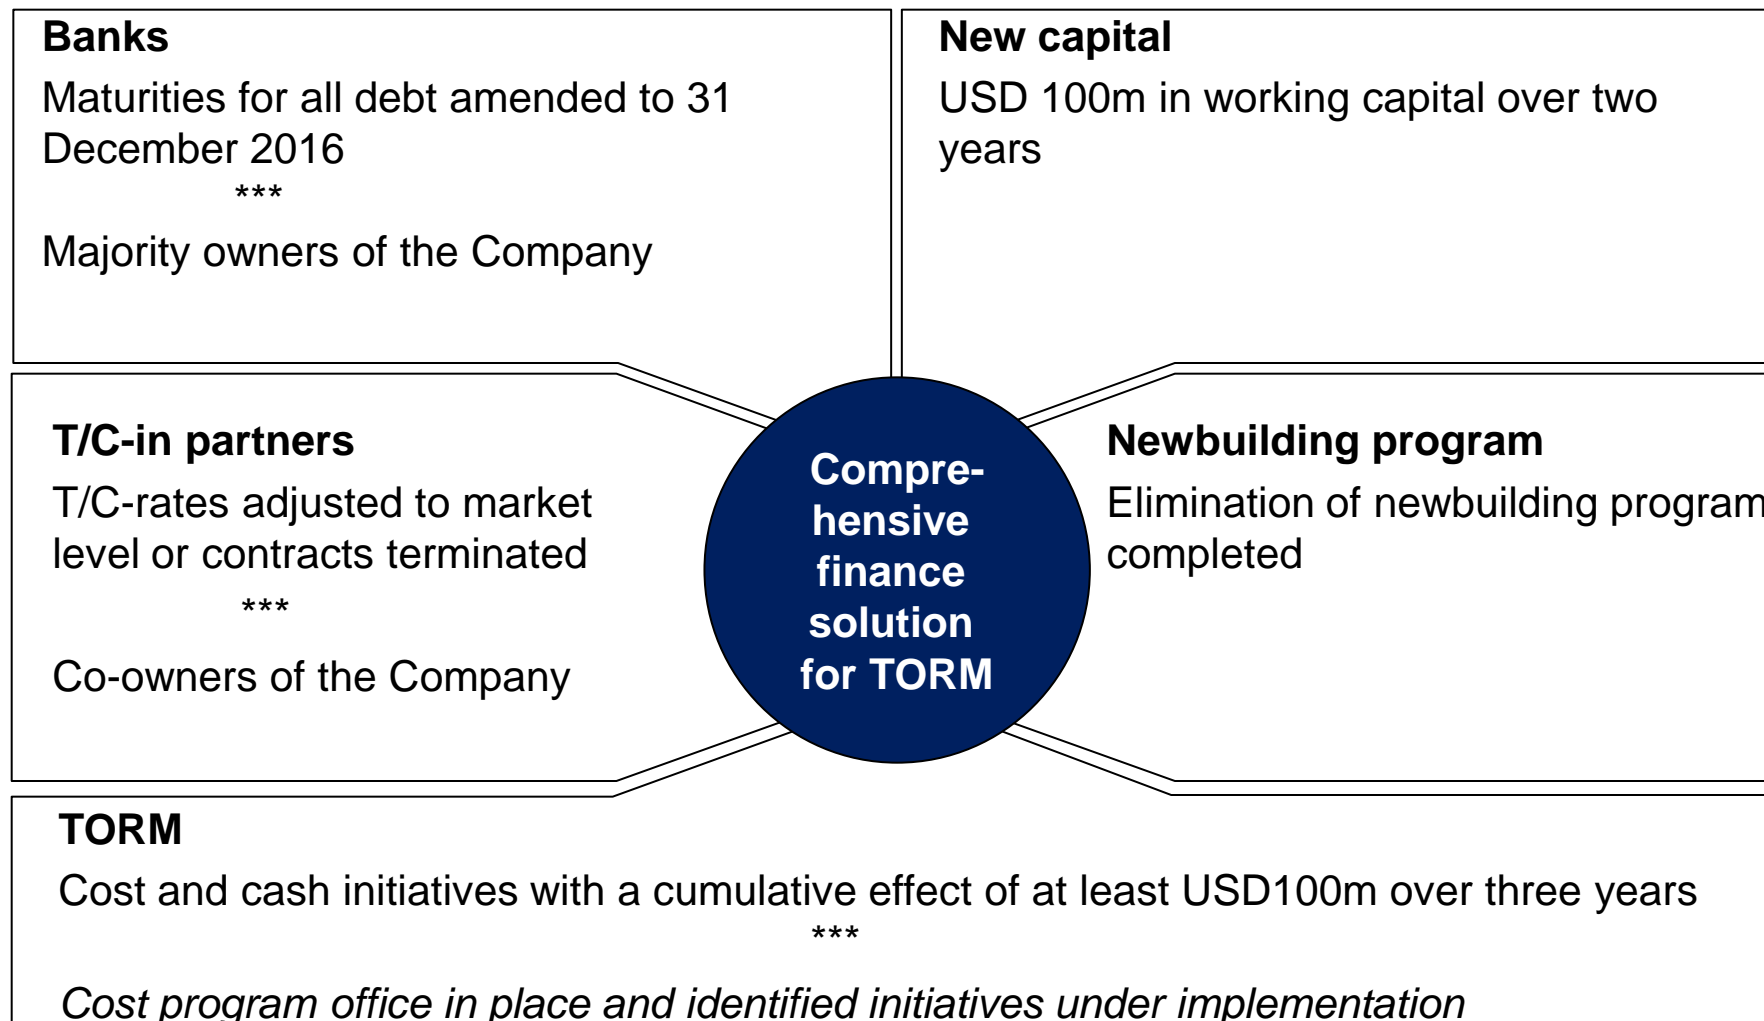 Banks
Maturities for all debt amended to 31
December 2016
***
Majority owners of the Company
New capital
USD 100m in working capital over two
years
T/C-in partners
T/C-rates adjusted to market
level or contracts terminated
***
Co-owners of the Company
Compre-
hensive
finance
solution
for TORM
Newbuilding program
Elimination of newbuilding program
completed
TORM
Cost and cash initiatives with a cumulative effect of at least USD100m over three years
***
Cost program office in place and identified initiatives under implementation